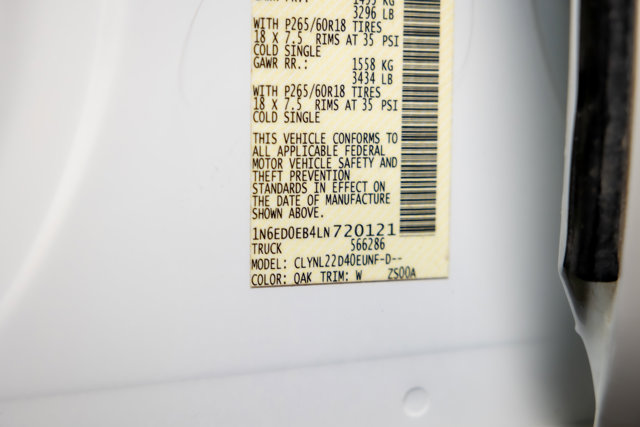 3296 LB
WITH P265/60R18 TIRES
18 X 7.5 RIMS AT 35 PSI
COLD SINGLE
GAWR RR.: 1558 KG
3434 LB
WITH P265/60R18 TIRES
18 X 7.5 RIMS AT 35 PSI
COLD SINGLE
THIS VEHICLE CONFORMS TO
ALL APPLICABLE FEDERAL
MOTOR VEHICLE SAFETY AND
THEFT PREVENTION
STANDARDS IN EFFECT ON
THE DATE OF MANUFACTURE
SHOWN ABOVE.
1N6ED0EB4LN720121
TRUCK 566286
MODEL: CLYNL22D40EUNF-D--
COLOR: QAK TRIM: W ZS00A